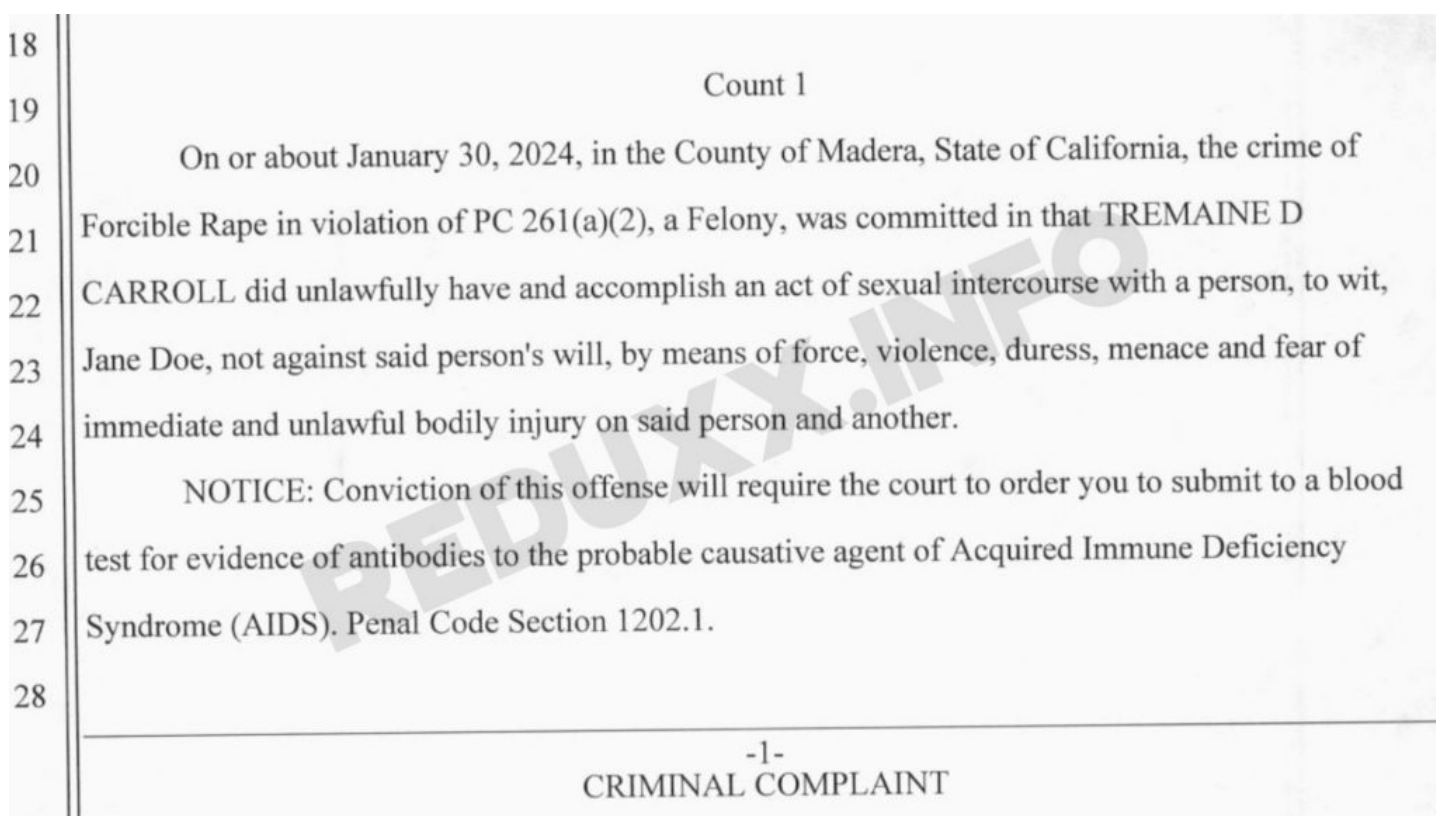 18
Count 1
19
20 On or about January 30, 2024, in the County of Madera, State of California, the crime of
21 Forcible Rape in violation of PC 261(a)(2), a Felony, was committed in that TREMAINE D
22 CARROLL did unlawfully have and accomplish an act of sexual intercourse with a person, to wit,
23 Jane Doe, not against said person's will, by means of force, violence, duress, menace and fear of
24 immediate and unlawful bodily injury on said person and another.
25 NOTICE: Conviction of this offense will require the court to order you to submit to a blood
26 test for evidence of antibodies to the probable causative agent of Acquired Immune Deficiency
27 Syndrome (AIDS). Penal Code Section 1202.1.
28
-1-
CRIMINAL COMPLAINT
REDUXX.INFO